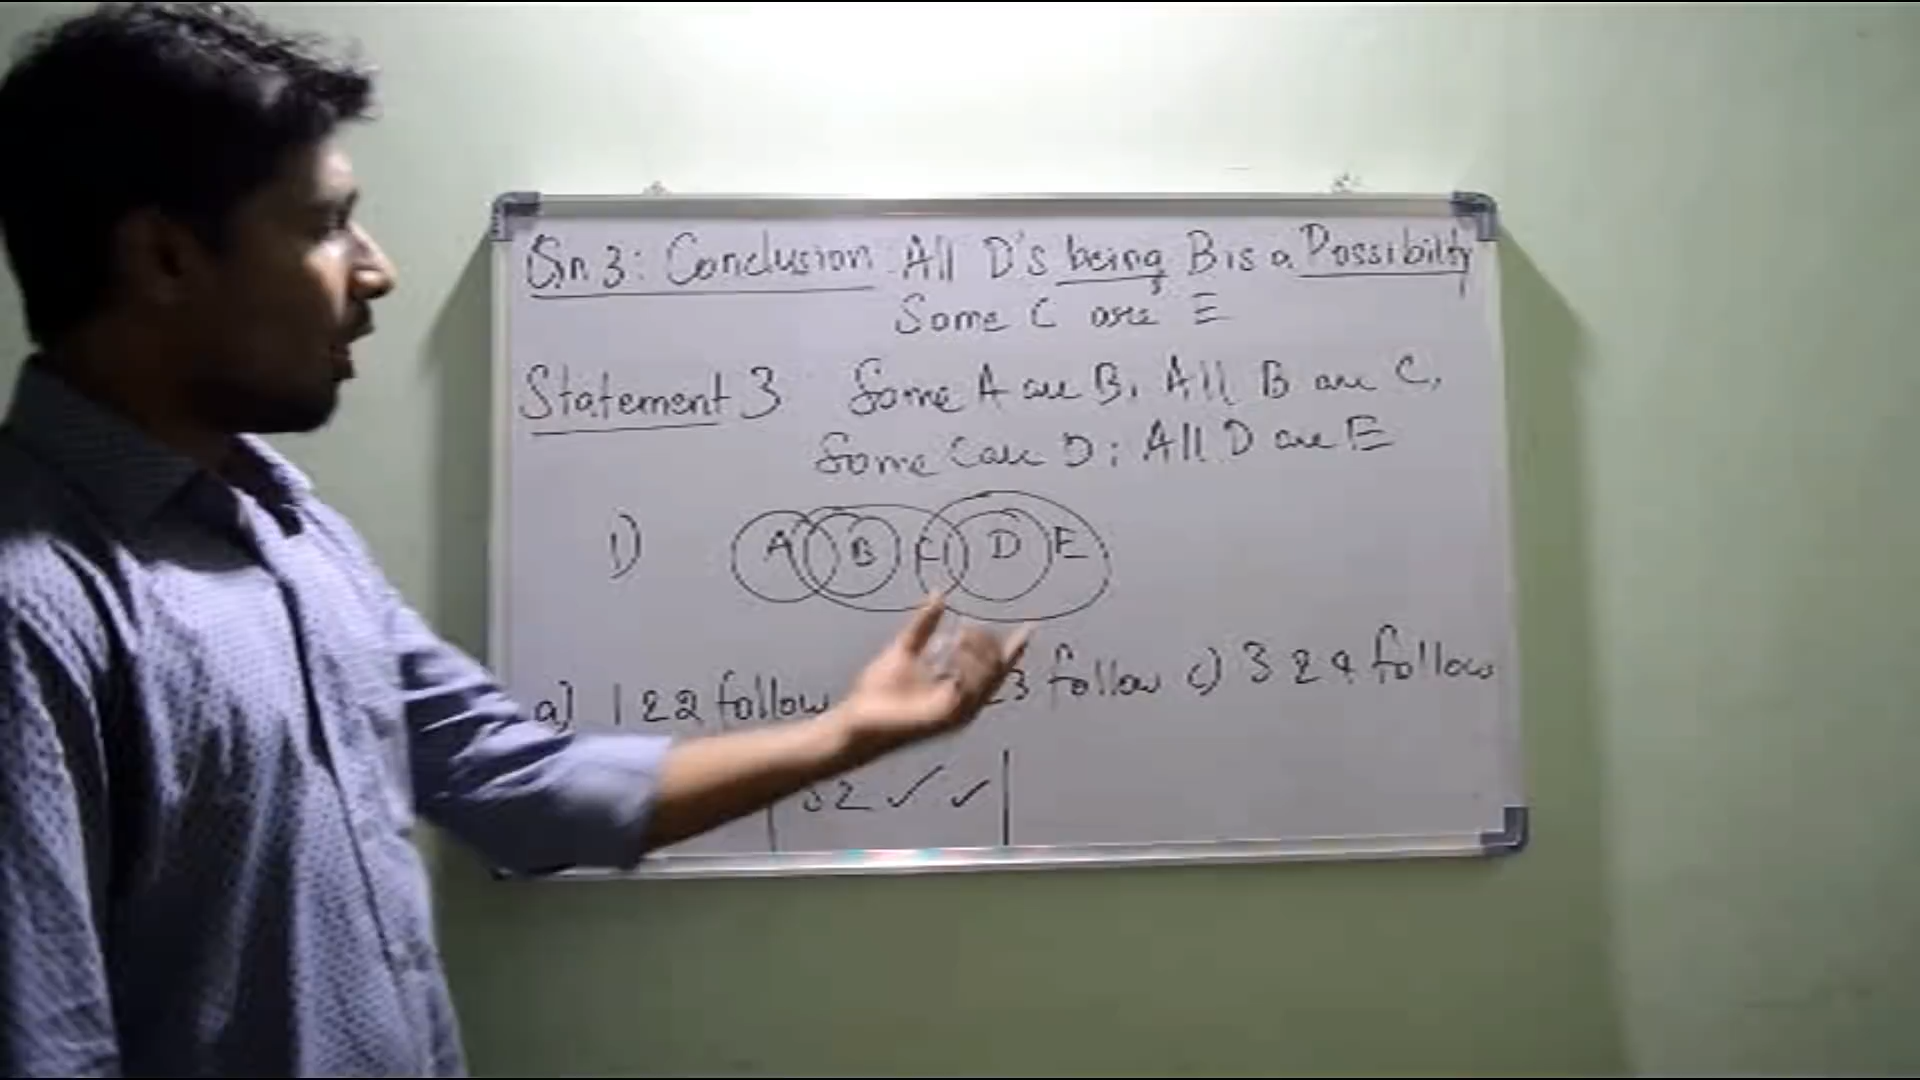 Qn 3: Conclusion All D's being B is a Possibilty
Some C are E
Statement 3 Some A are B, All B are C,
Some C are D; All D are E
1) A B C D E
a) 1 & 2 follow 3 follow c) 3 & 4 follow
2 ✓ ✓